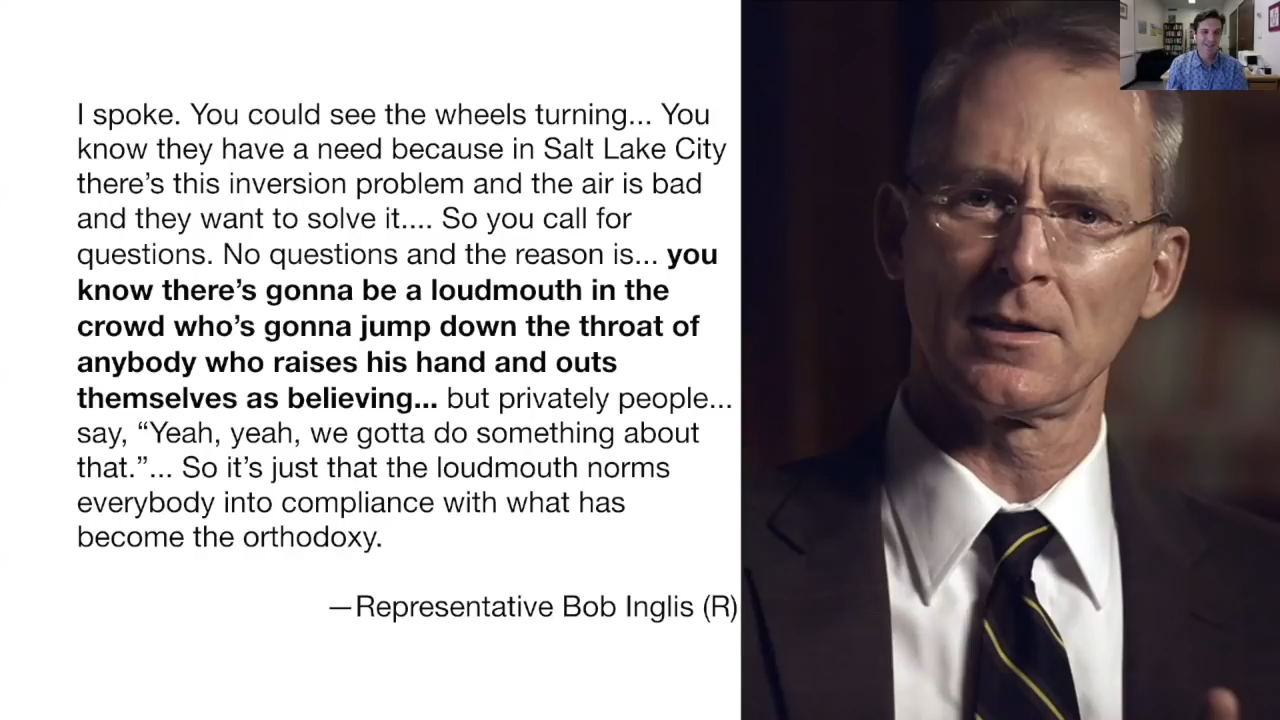 I spoke. You could see the wheels turning... You
know they have a need because in Salt Lake City
there’s this inversion problem and the air is bad
and they want to solve it.... So you call for
questions. No questions and the reason is... you
know there’s gonna be a loudmouth in the
crowd who’s gonna jump down the throat of
anybody who raises his hand and outs
themselves as believing... but privately people...
say, “Yeah, yeah, we gotta do something about
that.”... So it’s just that the loudmouth norms
everybody into compliance with what has
become the orthodoxy.
—Representative Bob Inglis (R)